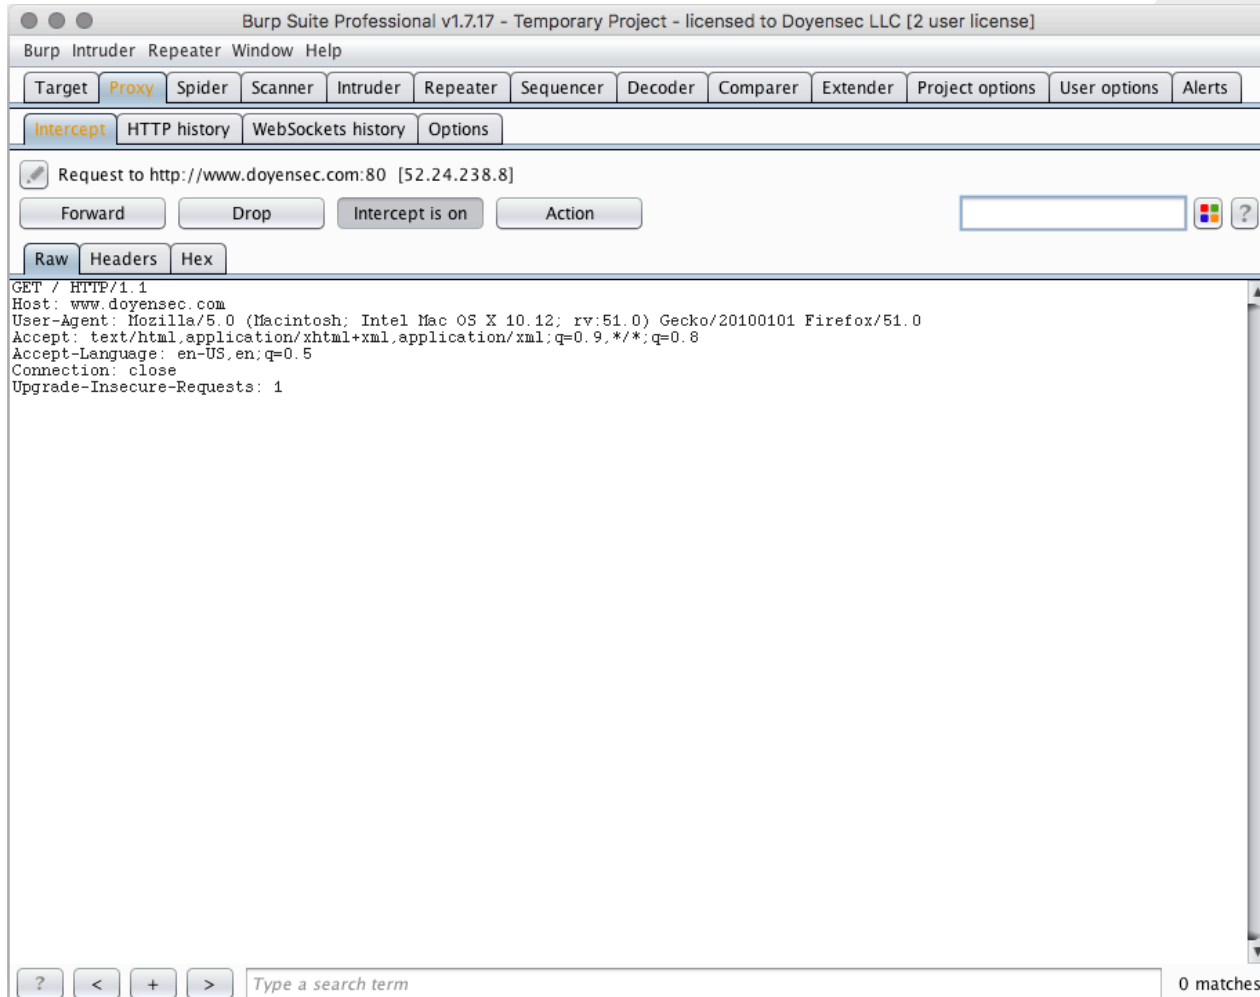 Burp Suite Professional v1.7.17 - Temporary Project - licensed to Doyensec LLC [2 user license]
Burp Intruder Repeater Window Help
Target Proxy Spider Scanner Intruder Repeater Sequencer Decoder Comparer Extender Project options User options Alerts
Intercept HTTP history WebSockets history Options
Request to http://www.doyensec.com:80 [52.24.238.8]
Forward Drop Intercept is on Action ?
Raw Headers Hex
GET / HTTP/1.1
Host: www.doyensec.com
User-Agent: Mozilla/5.0 (Macintosh; Intel Mac OS X 10.12; rv:51.0) Gecko/20100101 Firefox/51.0
Accept: text/html,application/xhtml+xml,application/xml;q=0.9,*/*;q=0.8
Accept-Language: en-US,en;q=0.5
Connection: close
Upgrade-Insecure-Requests: 1
? < + > Type a search term 0 matches